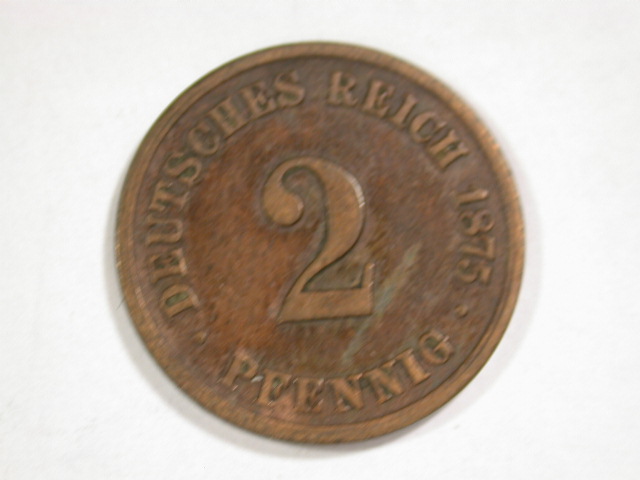 DEUTSCHES REICH 1875
2
· PFENNIG ·